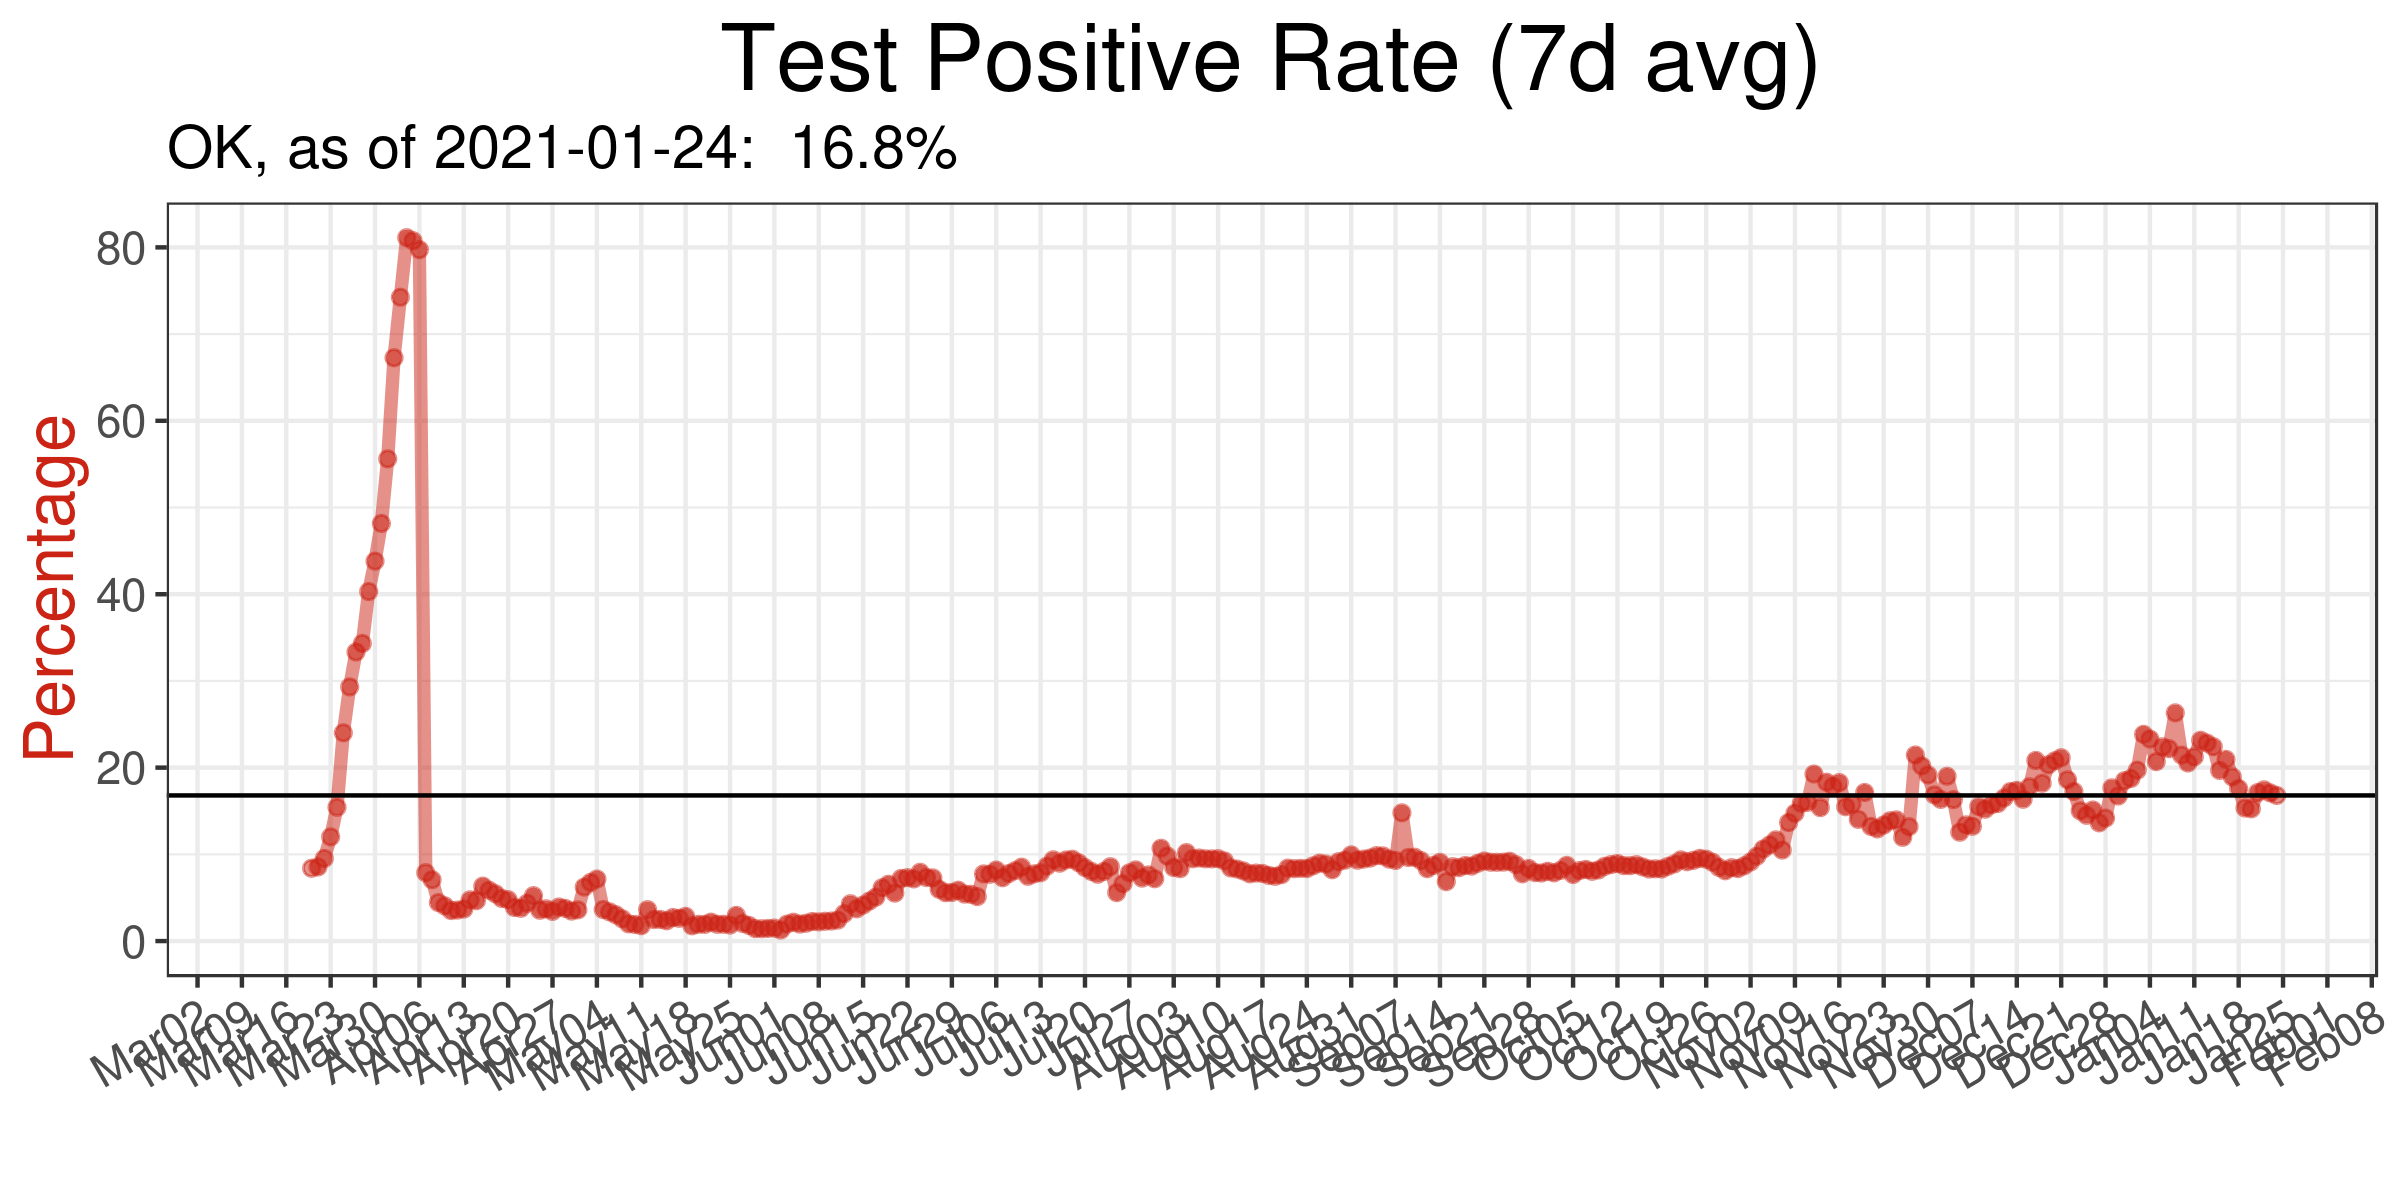 Test Positive Rate (7d avg)
OK, as of 2021-01-24:  16.8%
Percentage
80
60
40
20
0
Mar02
Mar09
Mar16
Mar23
Mar30
Apr06
Apr13
Apr20
Apr27
May04
May11
May18
May25
Jun01
Jun08
Jun15
Jun22
Jun29
Jul06
Jul13
Jul20
Jul27
Aug03
Aug10
Aug17
Aug24
Aug31
Sep07
Sep14
Sep21
Sep28
Oct05
Oct12
Oct19
Oct26
Nov02
Nov09
Nov16
Nov23
Nov30
Dec07
Dec14
Dec21
Dec28
Jan04
Jan11
Jan18
Jan25
Feb01
Feb08